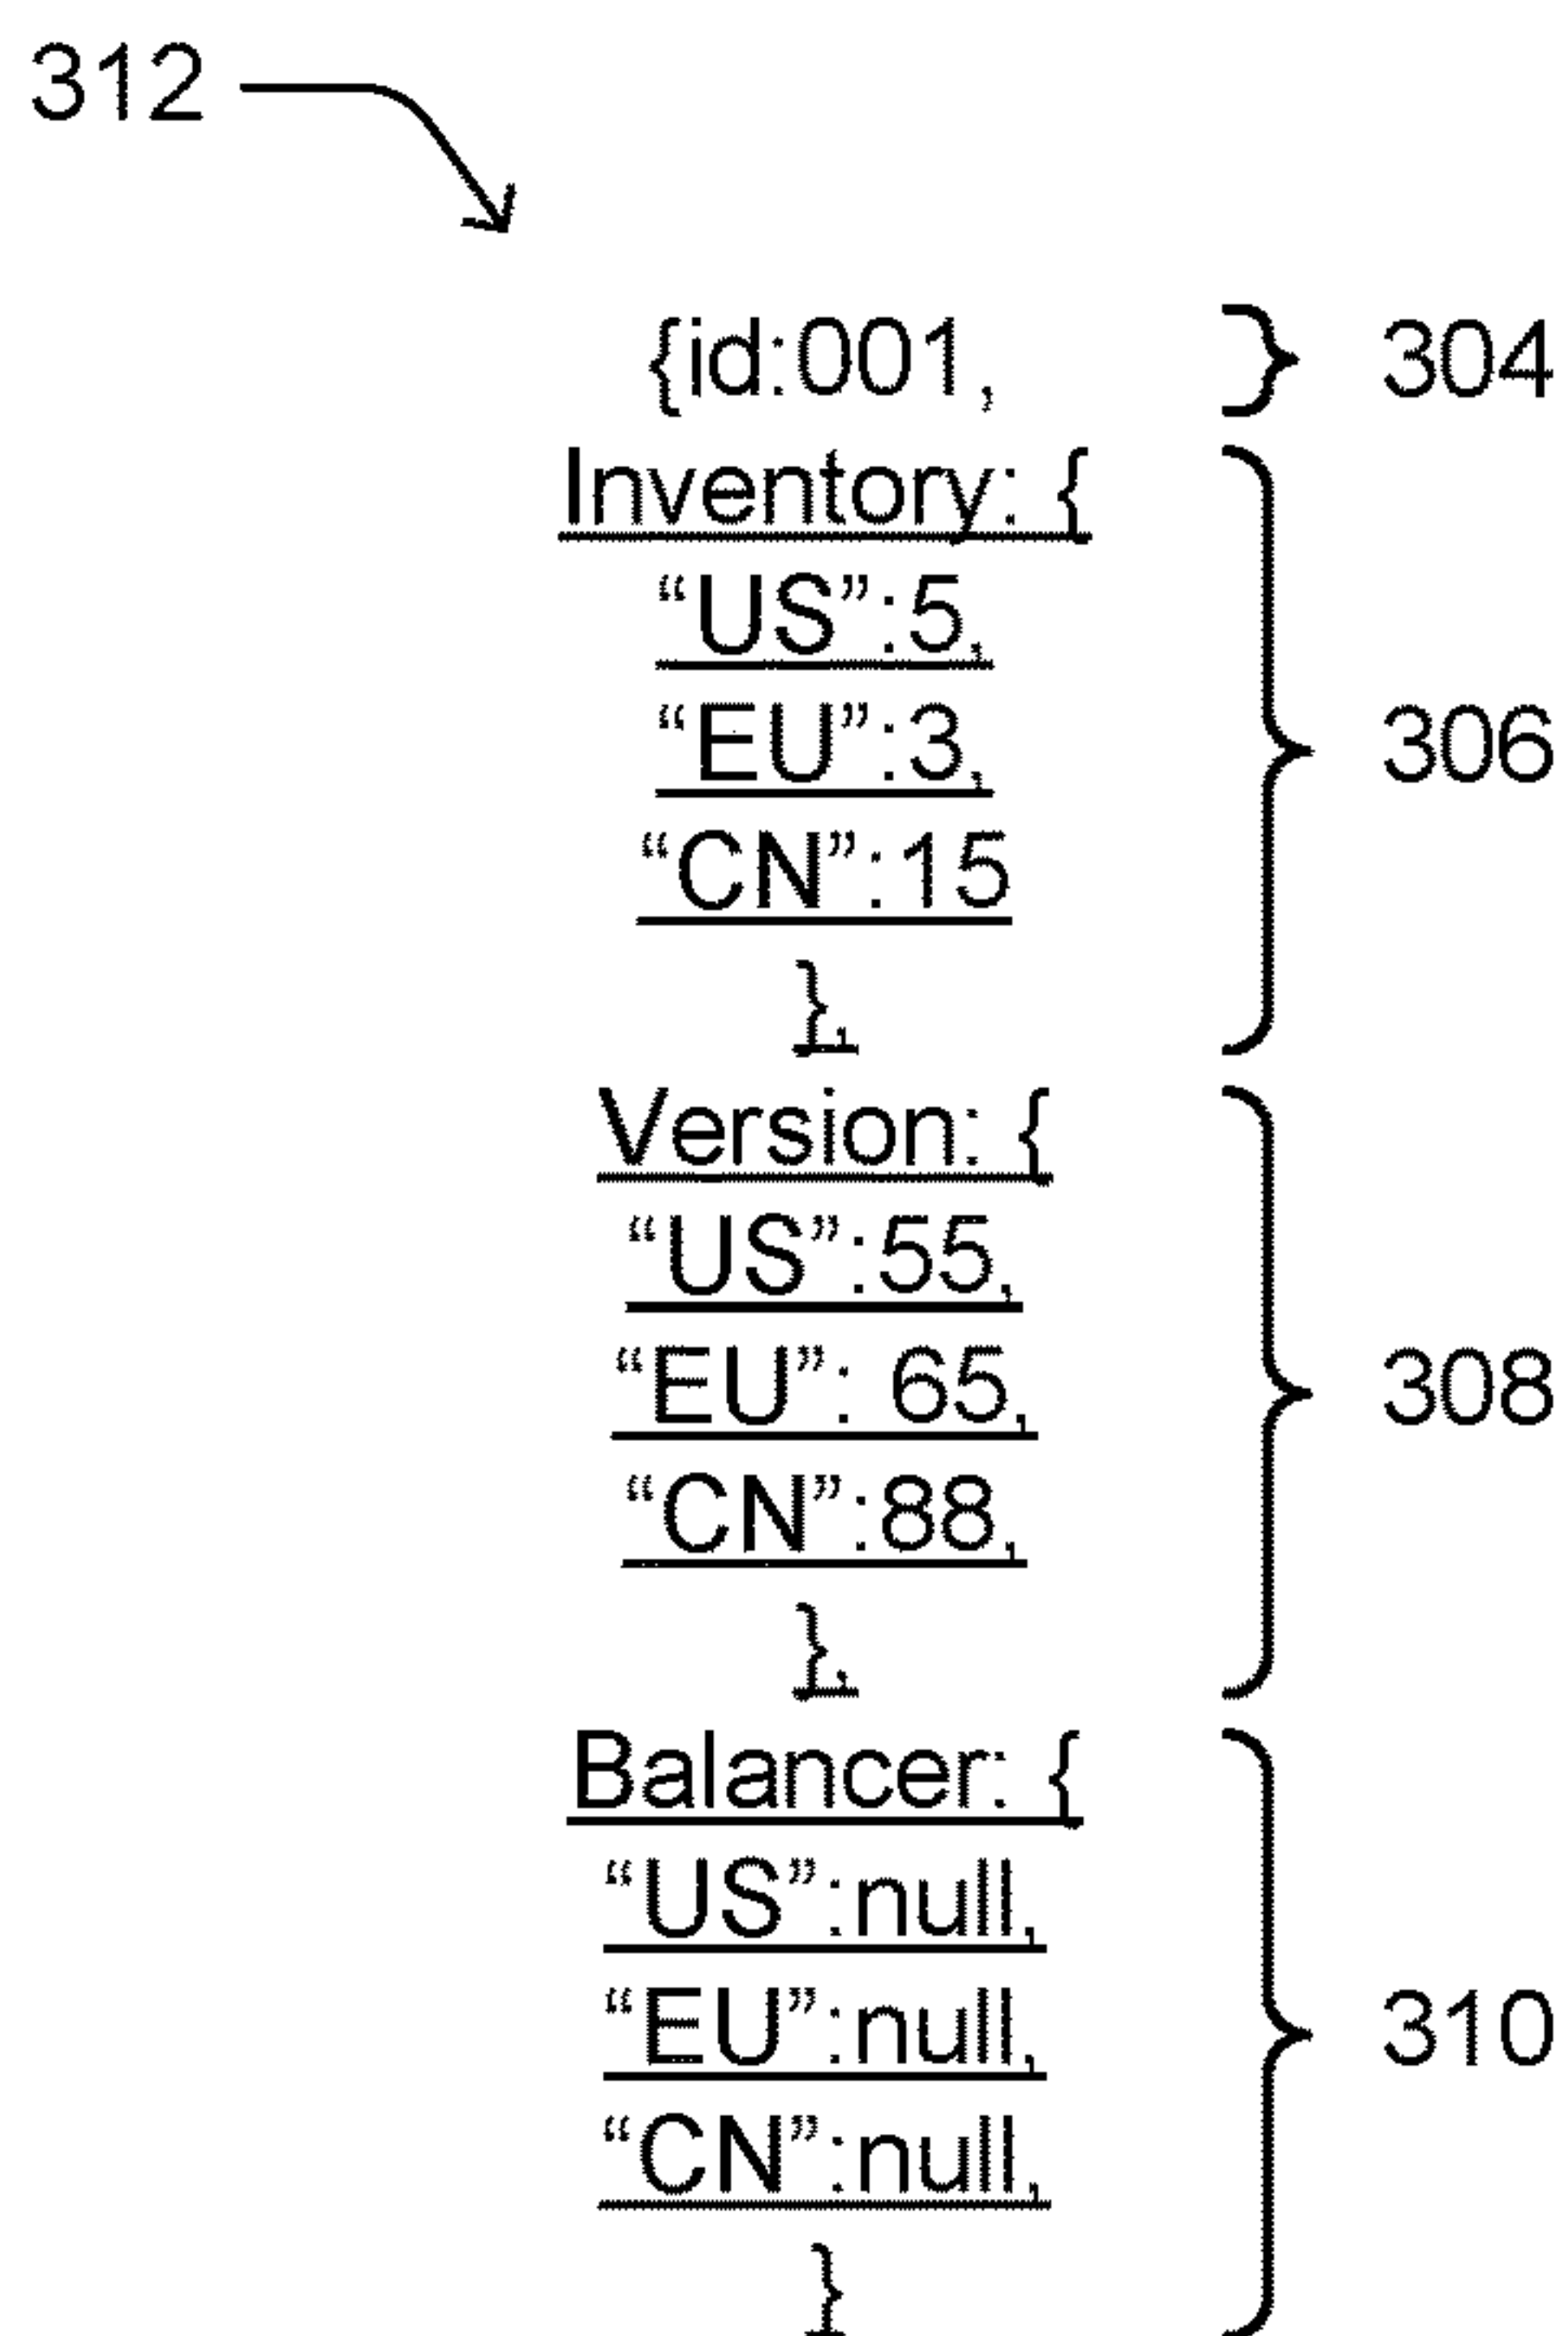 312
{id:001, 304
Inventory: {
“US”:5,
“EU”:3, 306
“CN”:15
},
Version: {
“US”:55,
“EU”: 65, 308
“CN”:88,
},
Balancer: {
“US”:null,
“EU”:null, 310
“CN”:null,
}